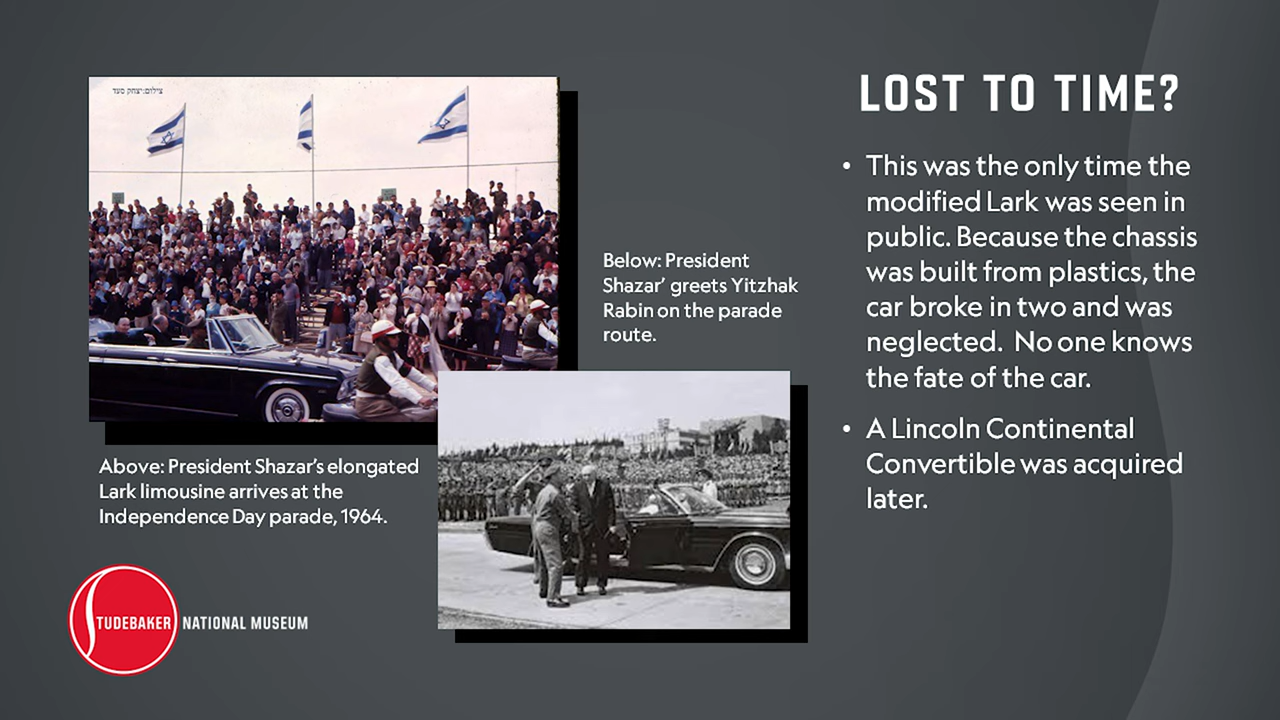 צילום:יצחק סעד
LOST TO TIME?
• This was the only time the
modified Lark was seen in
public. Because the chassis
was built from plastics, the
car broke in two and was
neglected.  No one knows
the fate of the car.
• A Lincoln Continental
Convertible was acquired
later.
Below: President
Shazar’ greets Yitzhak
Rabin on the parade
route.
Above: President Shazar’s elongated
Lark limousine arrives at the
Independence Day parade, 1964.
STUDEBAKER NATIONAL MUSEUM